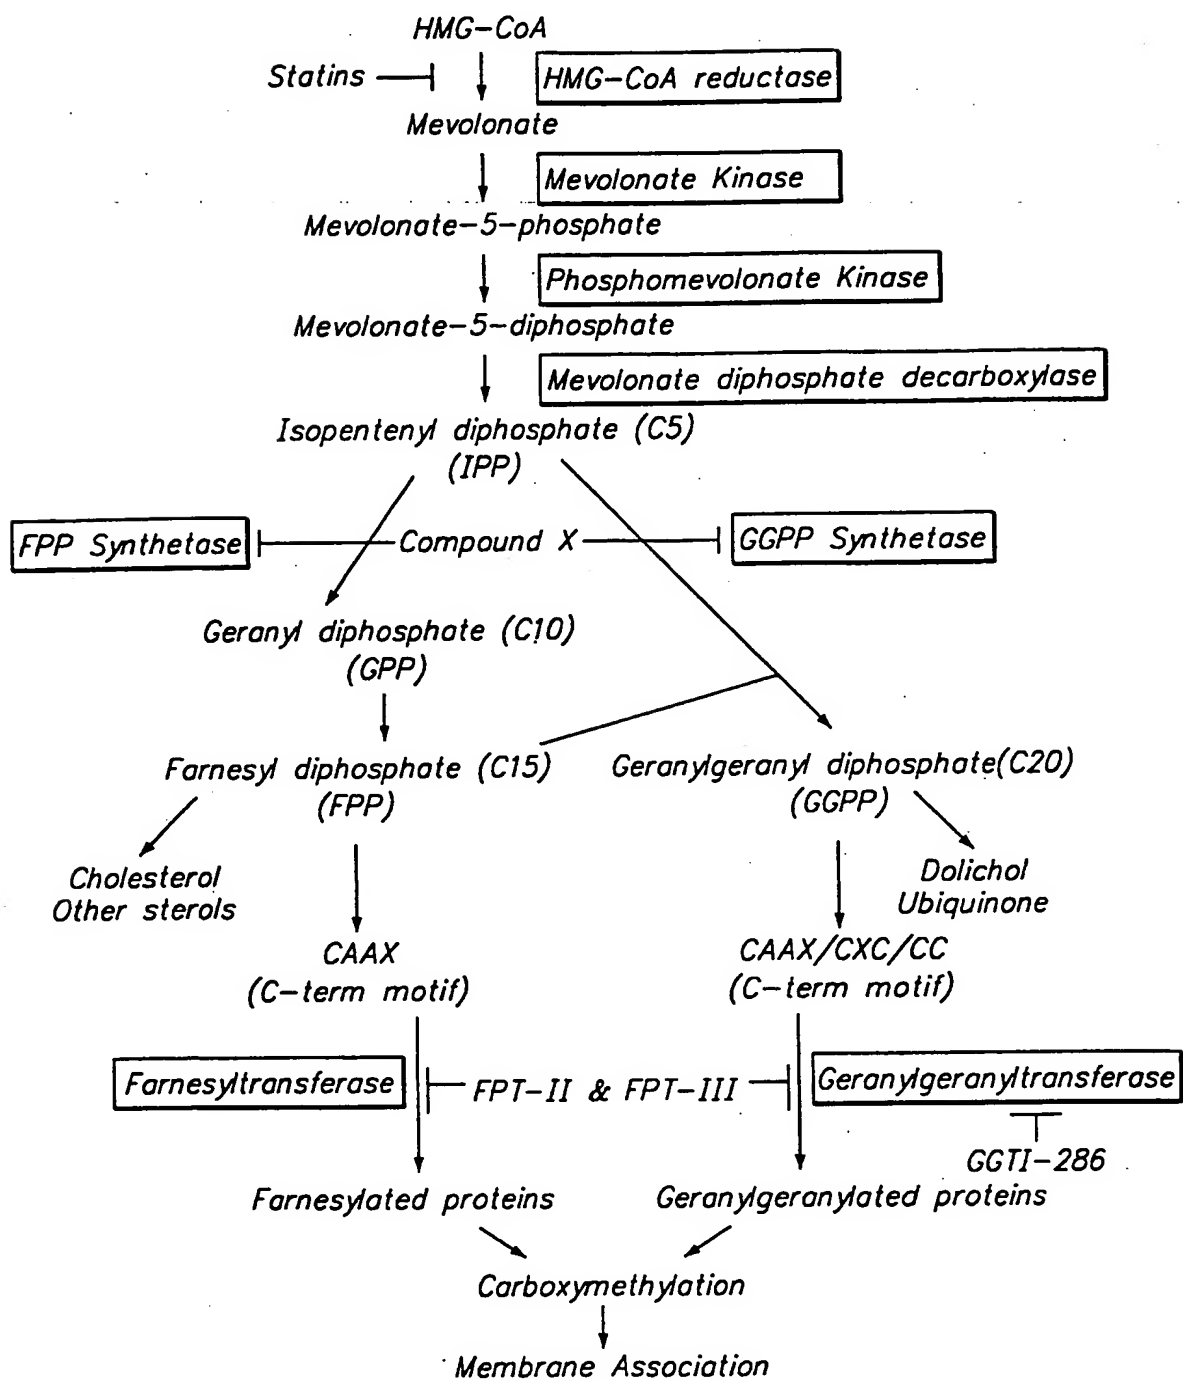 HMG-CoA
Statins
HMG-CoA reductase
Mevolonate
Mevolonate Kinase
Mevolonate-5-phosphate
Phosphomevolonate Kinase
Mevolonate-5-diphosphate
Mevolonate diphosphate decarboxylase
Isopentenyl diphosphate (C5)
(IPP)
FPP Synthetase
Compound X
GGPP Synthetase
Geranyl diphosphate (C10)
(GPP)
Farnesyl diphosphate (C15)
(FPP)
Geranylgeranyl diphosphate(C20)
(GGPP)
Cholesterol
Other sterols
Dolichol
Ubiquinone
CAAX
(C-term motif)
CAAX/CXC/CC
(C-term motif)
Farnesyltransferase
FPT-II & FPT-III
Geranylgeranyltransferase
GGTI-286
Farnesylated proteins
Geranylgeranylated proteins
Carboxymethylation
Membrane Association